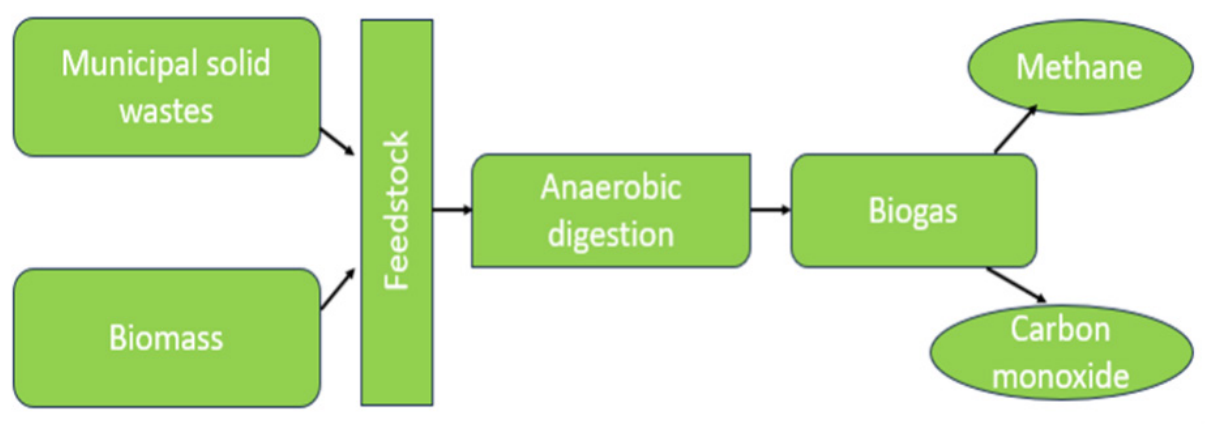 Municipal solid
wastes
Biomass
Feedstock
Anaerobic
digestion
Biogas
Methane
Carbon
monoxide